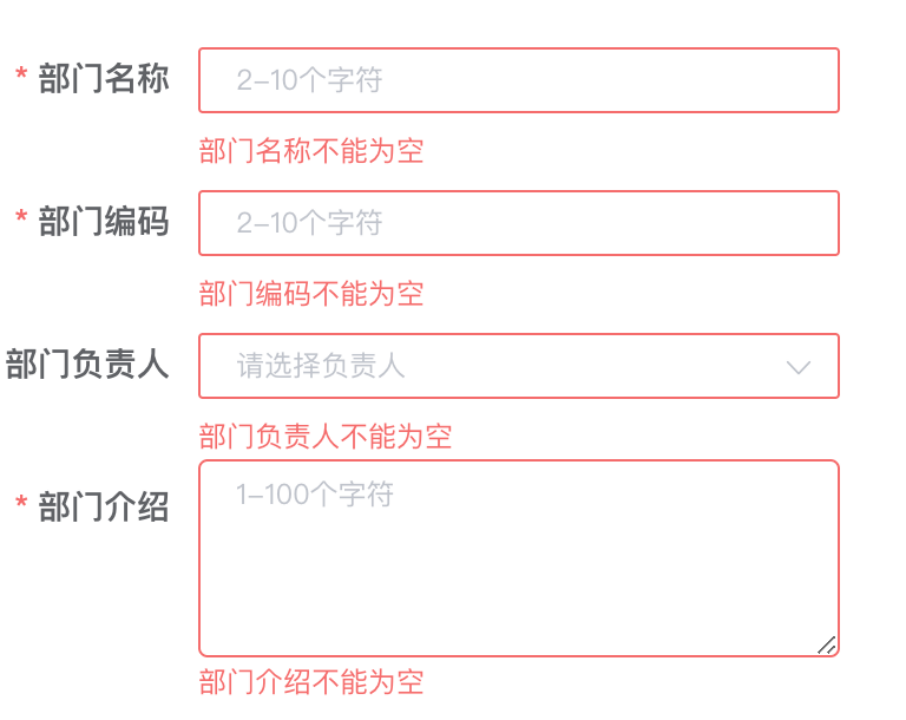 * 部门名称 2-10个字符
部门名称不能为空
* 部门编码 2-10个字符
部门编码不能为空
部门负责人 请选择负责人
部门负责人不能为空
* 部门介绍 1-100个字符
部门介绍不能为空